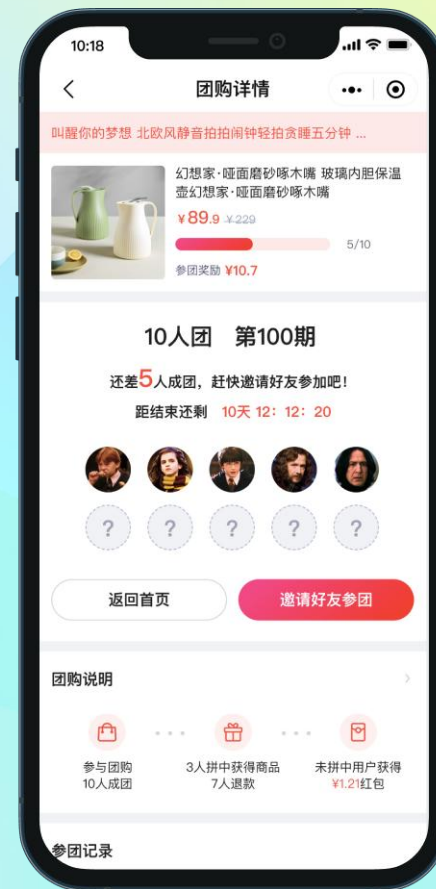 10:18
团购详情
叫醒你的梦想 北欧风静音拍拍闹钟轻拍贪睡五分钟 ...
幻想家·哑面磨砂啄木嘴 玻璃内胆保温
壶幻想家·哑面磨砂啄木嘴
¥89.9 ¥229
5/10
参团奖励 ¥10.7
10人团 第100期
还差5人成团，赶快邀请好友参加吧！
距结束还剩 10天 12：12：20
? ? ? ? ?
返回首页 邀请好友参团
团购说明
参与团购 3人拼中获得商品 未拼中用户获得
10人成团 7人退款 ¥1.21红包
参团记录